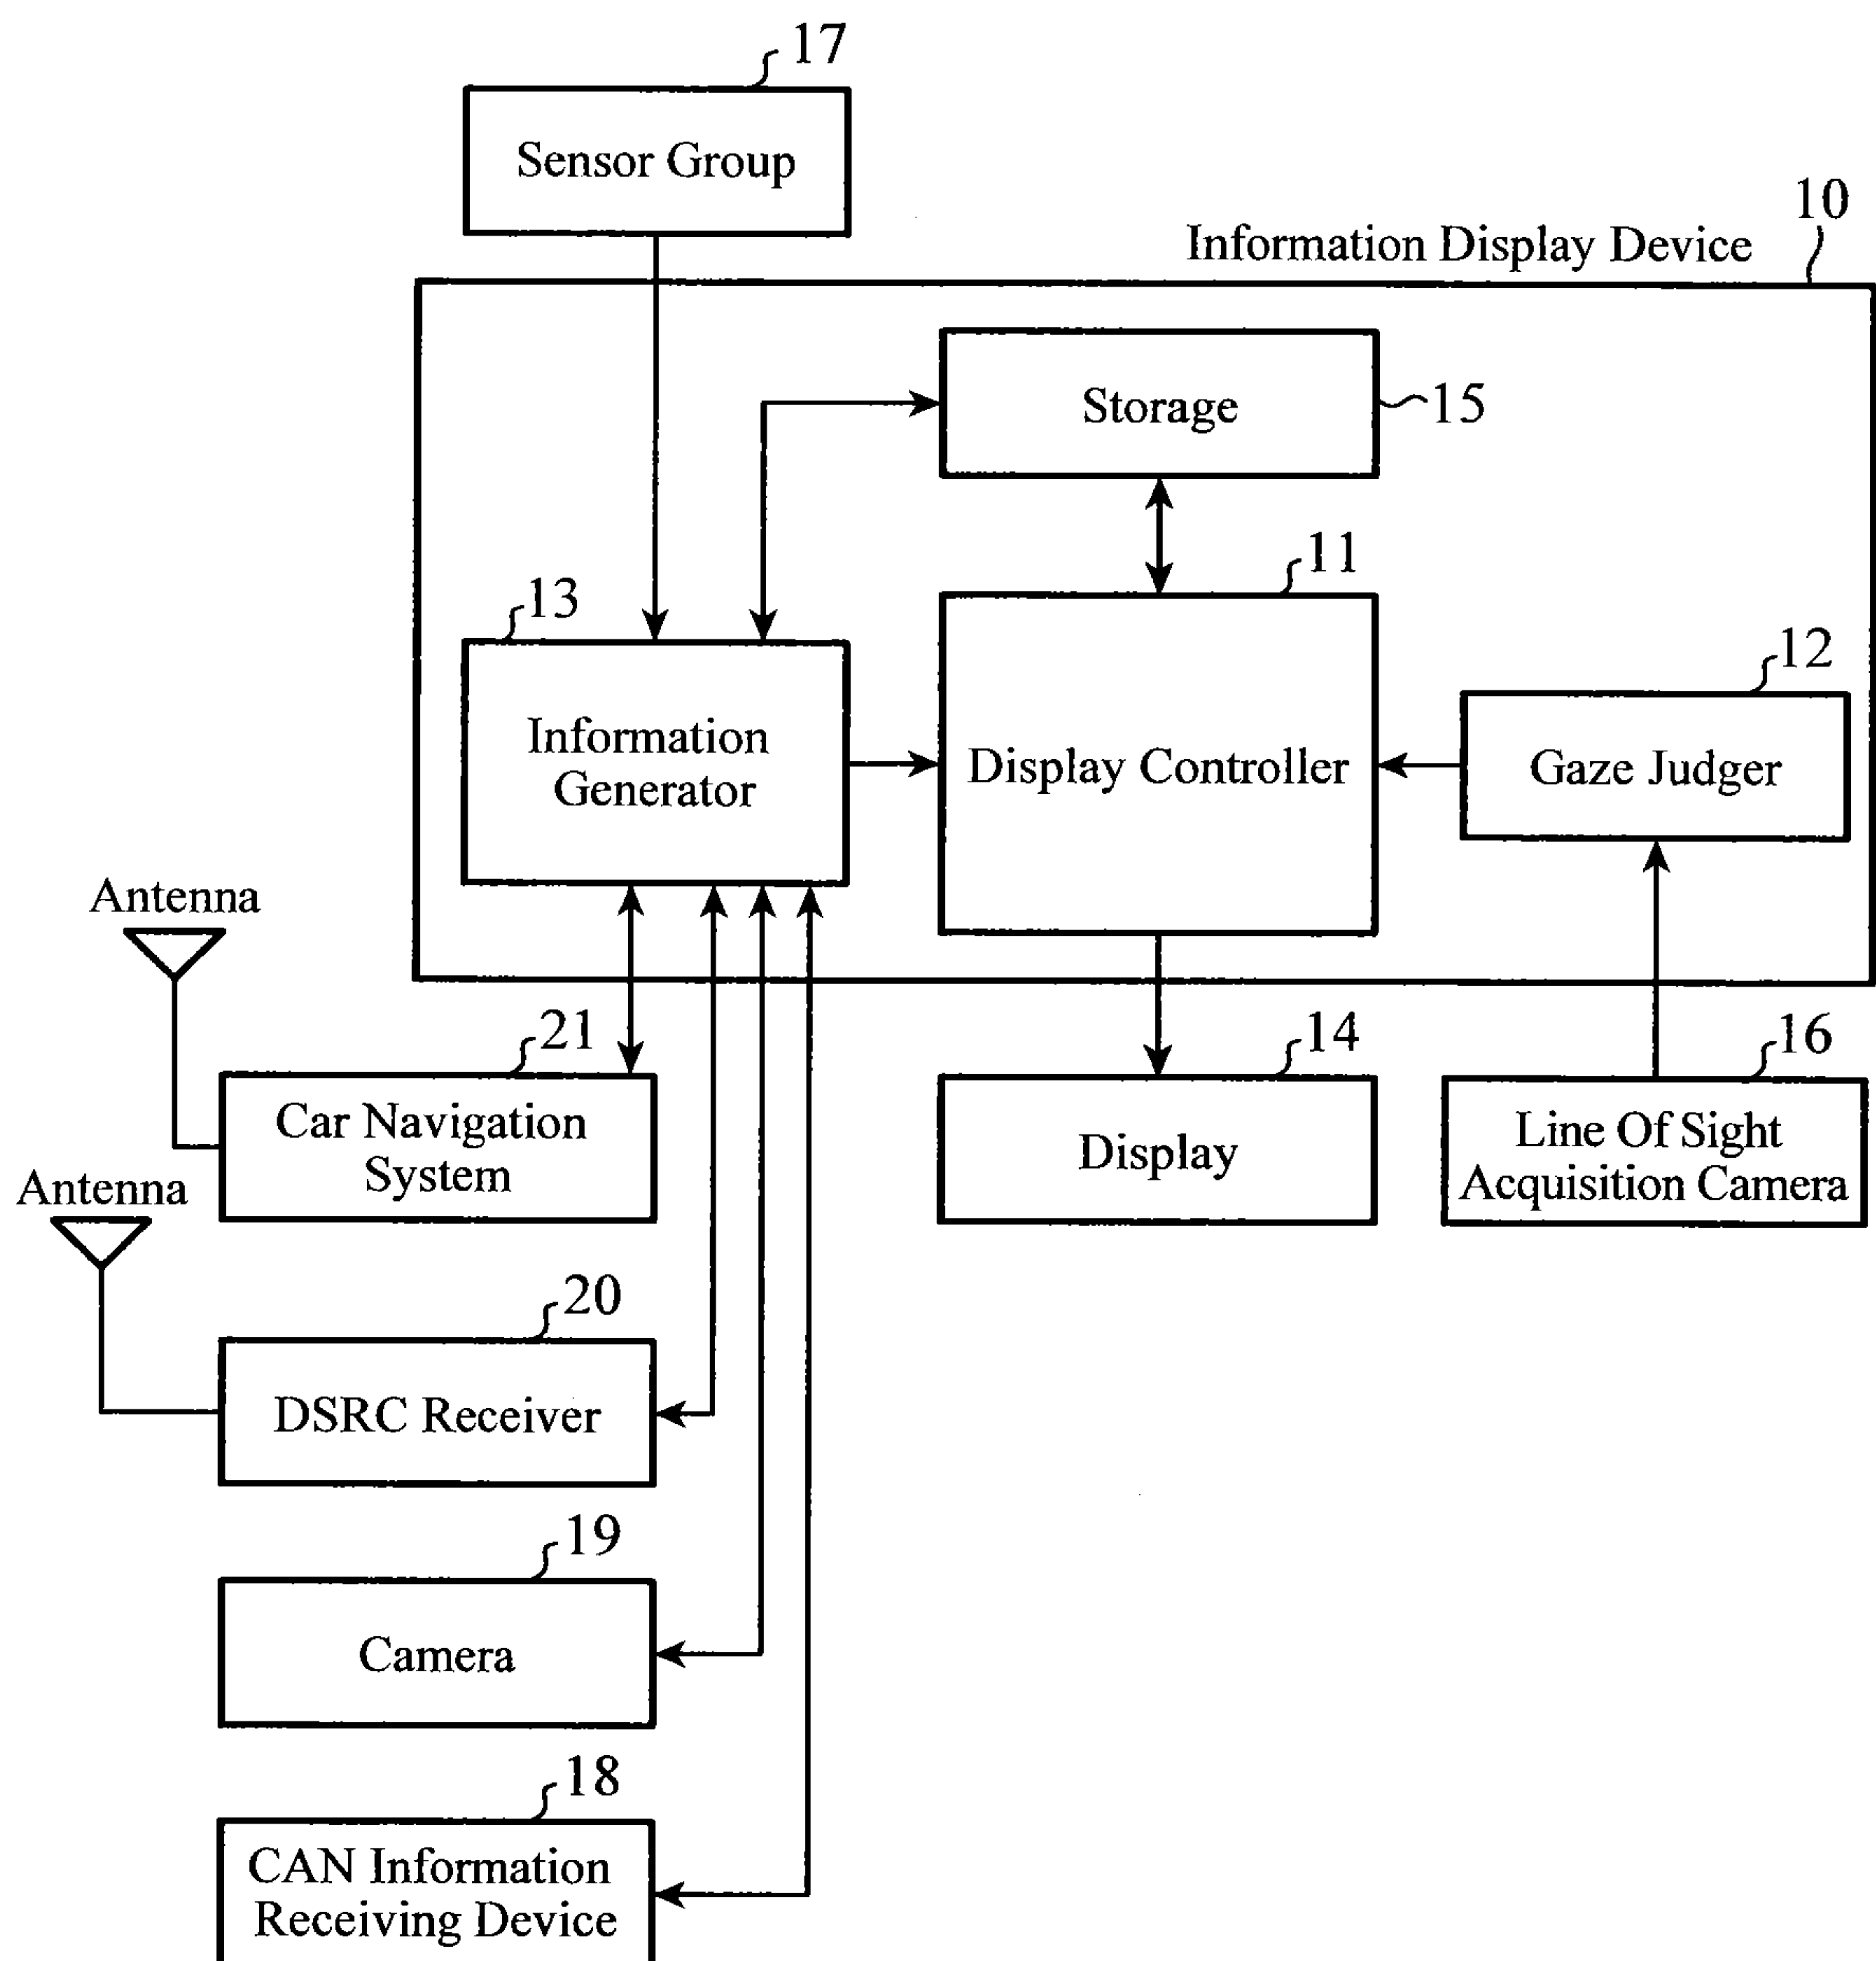 17
Sensor Group
10
Information Display Device
Storage
15
11
13
12
Information
Generator
Display Controller
Gaze Judger
Antenna
21
14
16
Car Navigation
System
Display
Line Of Sight
Acquisition Camera
Antenna
20
DSRC Receiver
19
Camera
18
CAN Information
Receiving Device